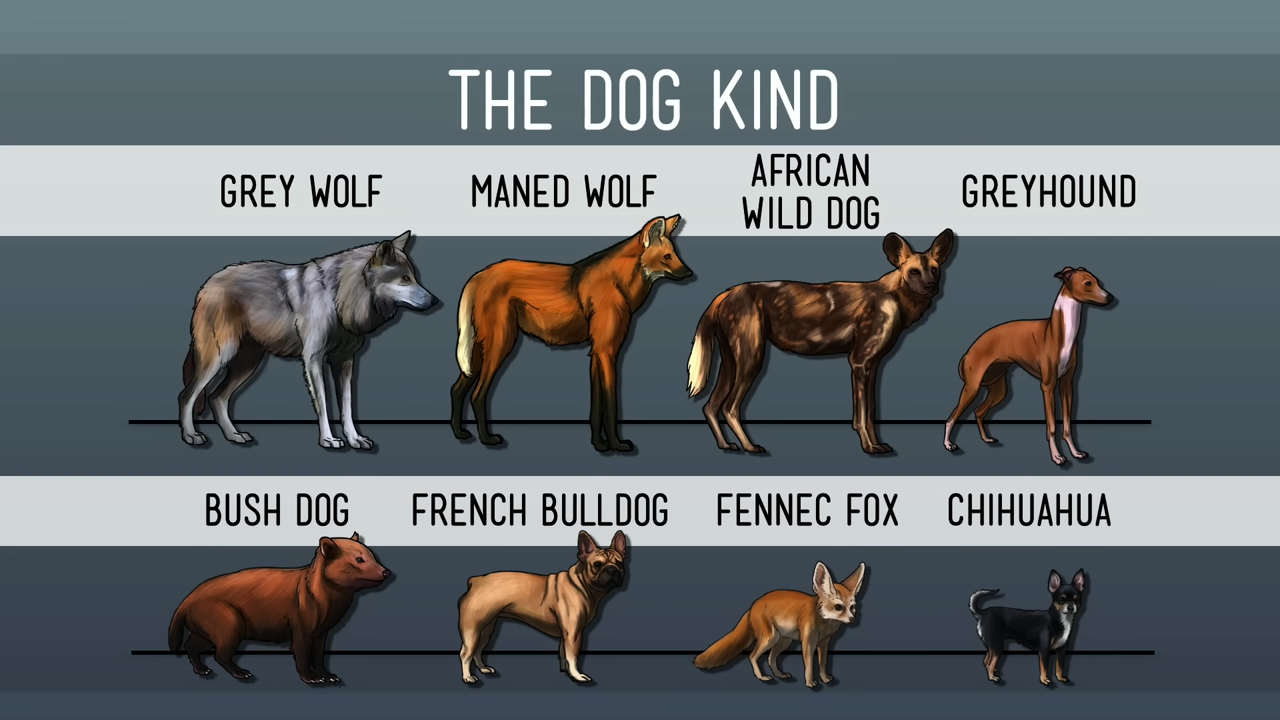 THE DOG KIND
GREY WOLF
MANED WOLF
AFRICAN
WILD DOG
GREYHOUND
BUSH DOG
FRENCH BULLDOG
FENNEC FOX
CHIHUAHUA